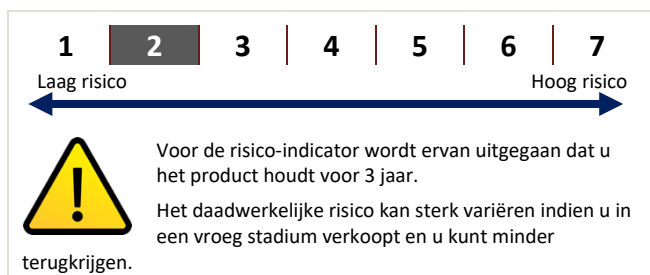 1 2 3 4 5 6 7
Laag risico Hoog risico
Voor de risico-indicator wordt ervan uitgegaan dat u
het product houdt voor 3 jaar.
Het daadwerkelijke risico kan sterk variëren indien u in
een vroeg stadium verkoopt en u kunt minder
terugkrijgen.